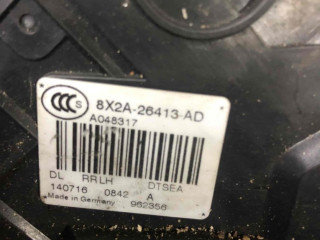 CCC S 8X2A-26413 AD
A048317
DL RRLH DTSEA
140716 0842 A
Made in Germany 962356